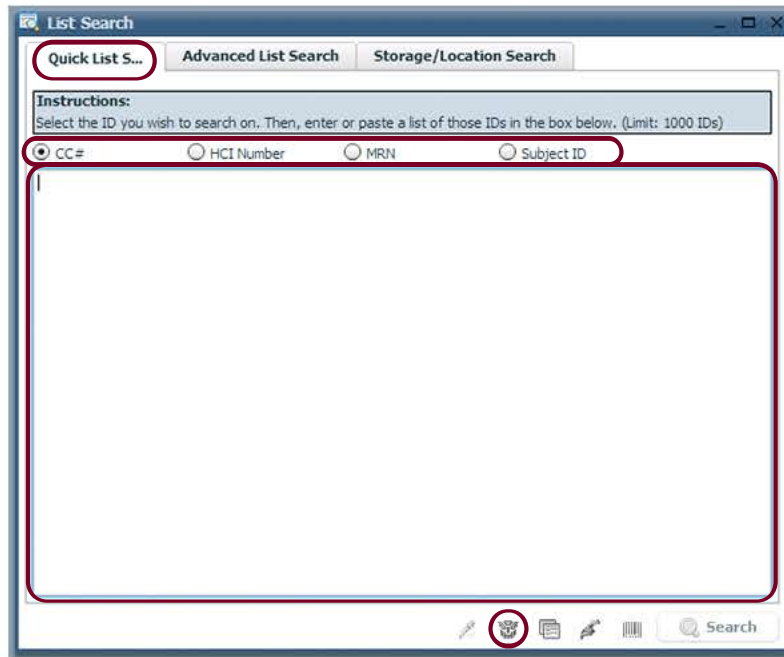 List Search
Quick List S... Advanced List Search Storage/Location Search
Instructions:
Select the ID you wish to search on. Then, enter or paste a list of those IDs in the box below. (Limit: 1000 IDs)
CC# HCI Number MRN Subject ID
Search